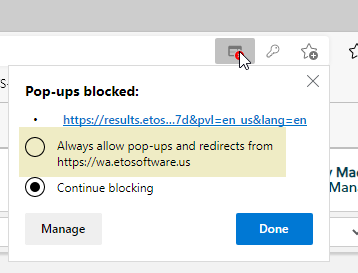 Pop-ups blocked:
• https://results.etos...7d&pvl=en_us&lang=en
Always allow pop-ups and redirects from
https://wa.etosoftware.us
Continue blocking
Manage
Done